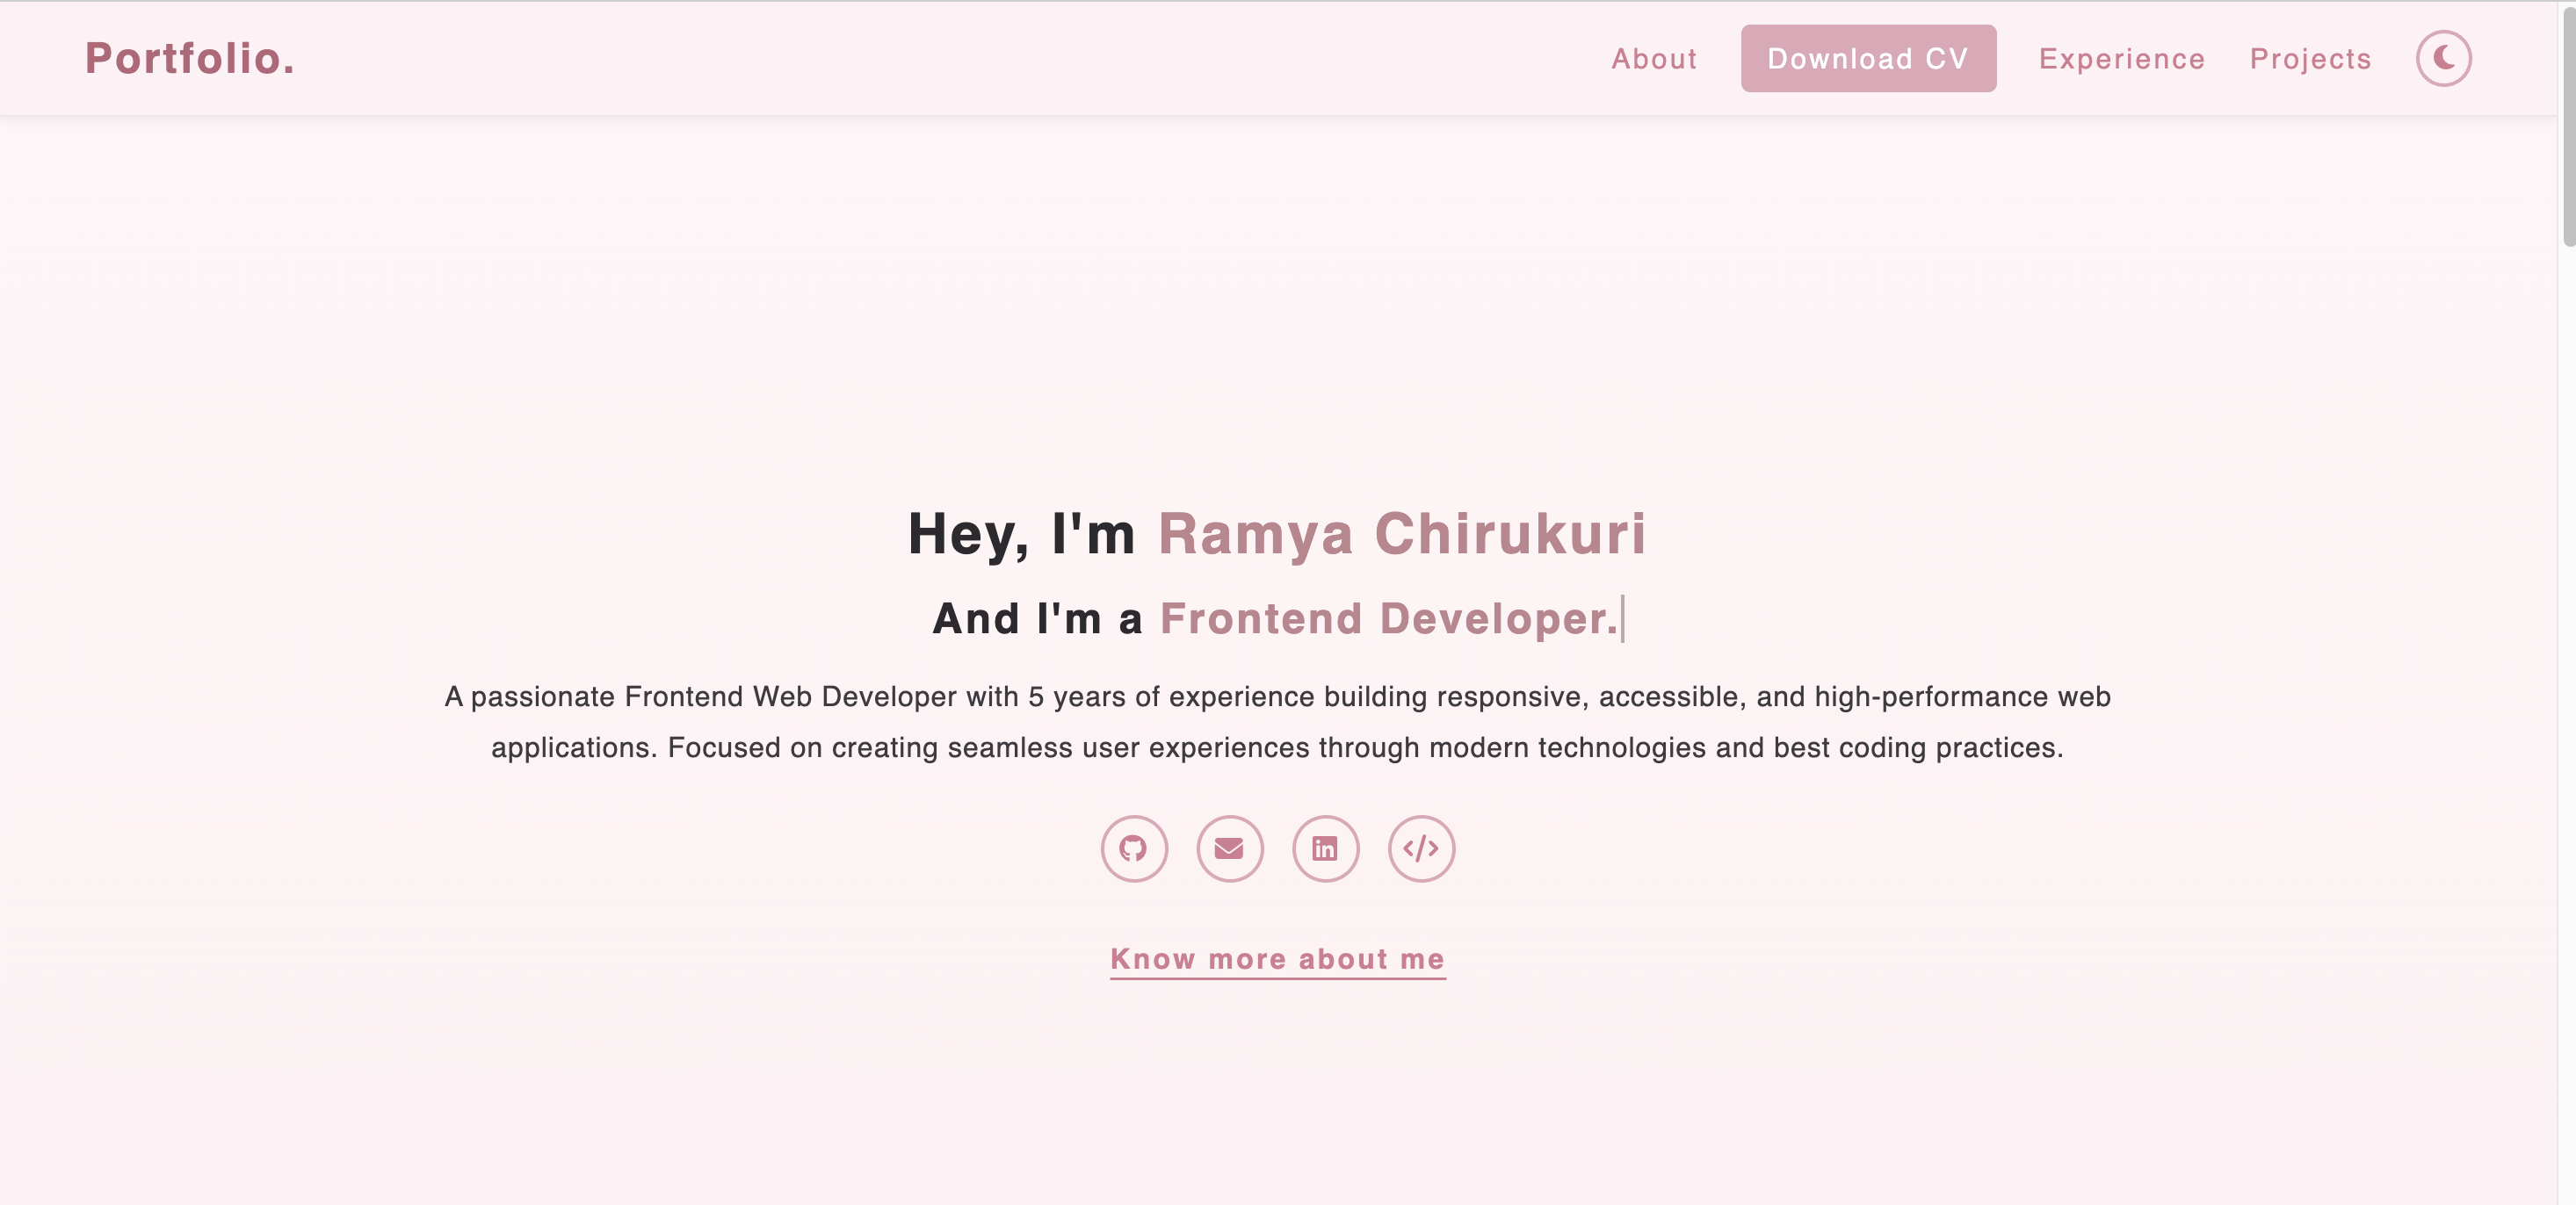 Portfolio.
About
Download CV
Experience
Projects
Hey, I'm Ramya Chirukuri
And I'm a Frontend Developer.
A passionate Frontend Web Developer with 5 years of experience building responsive, accessible, and high-performance web
applications. Focused on creating seamless user experiences through modern technologies and best coding practices.
Know more about me